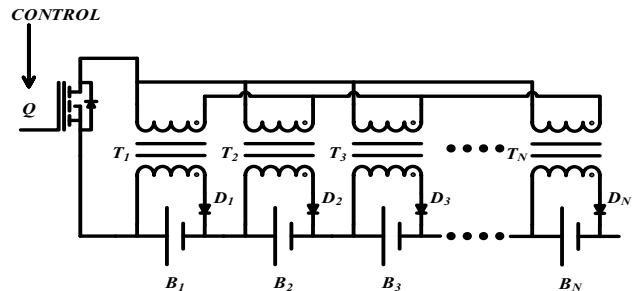 CONTROL
Q
T1 T2 T3 TN
D1 D2 D3 DN
B1 B2 B3 BN